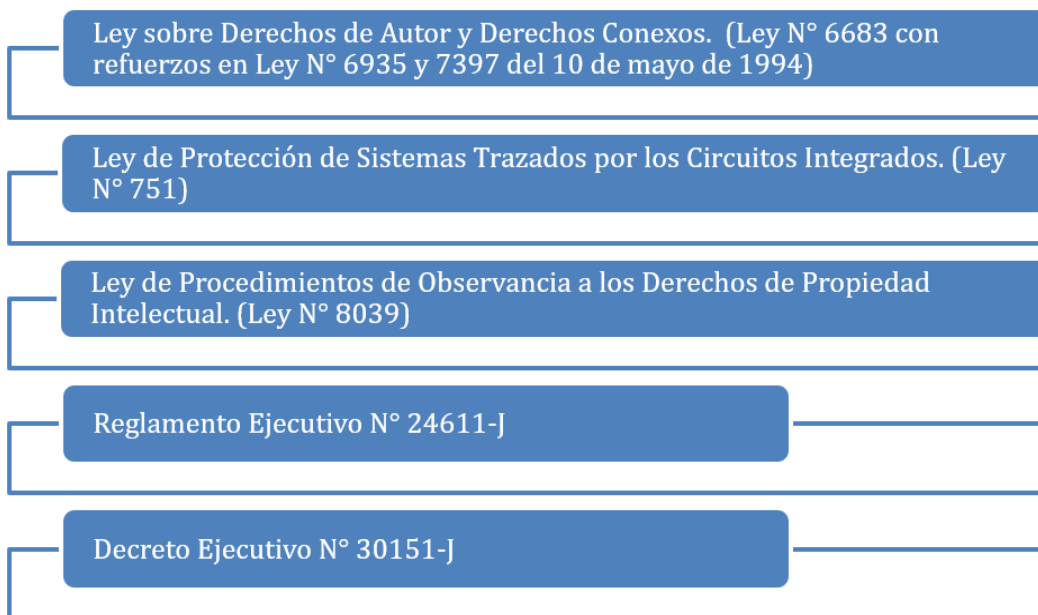 Ley sobre Derechos de Autor y Derechos Conexos.  (Ley N° 6683 con
refuerzos en Ley N° 6935 y 7397 del 10 de mayo de 1994)
Ley de Protección de Sistemas Trazados por los Circuitos Integrados. (Ley
N° 751)
Ley de Procedimientos de Observancia a los Derechos de Propiedad
Intelectual. (Ley N° 8039)
Reglamento Ejecutivo N° 24611-J
Decreto Ejecutivo N° 30151-J